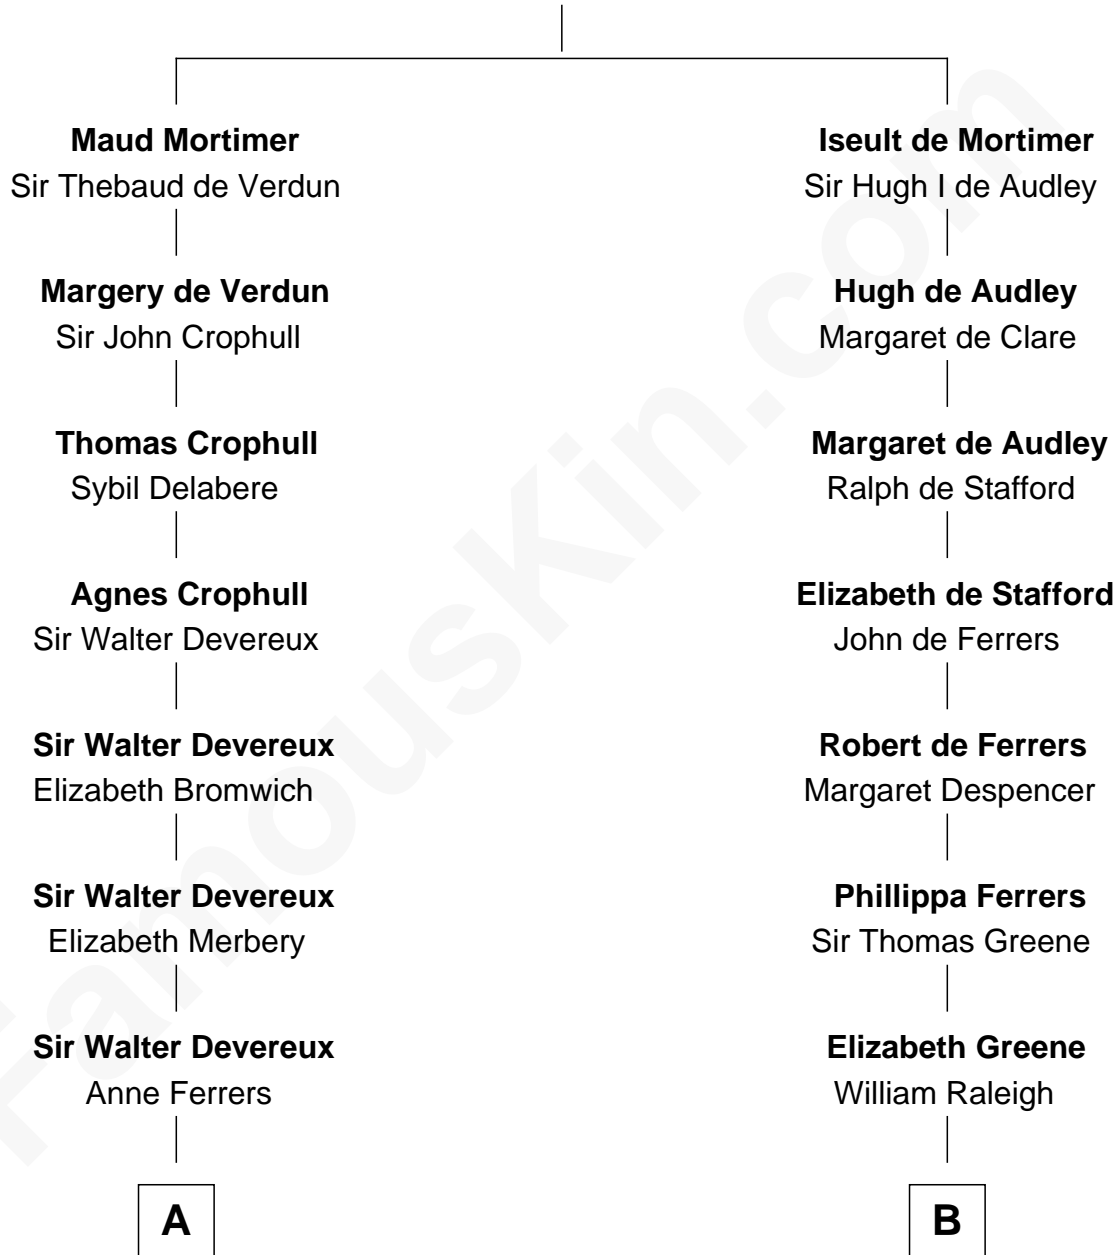 Maud Mortimer
Sir Thebaud de Verdun
Iseult de Mortimer
Sir Hugh I de Audley
Margery de Verdun
Sir John Crophull
Hugh de Audley
Margaret de Clare
Thomas Crophull
Sybil Delabere
Margaret de Audley
Ralph de Stafford
Agnes Crophull
Sir Walter Devereux
Elizabeth de Stafford
John de Ferrers
Sir Walter Devereux
Elizabeth Bromwich
Robert de Ferrers
Margaret Despencer
Sir Walter Devereux
Elizabeth Merbery
Phillippa Ferrers
Sir Thomas Greene
Sir Walter Devereux
Anne Ferrers
Elizabeth Greene
William Raleigh
A
B
FamousKin.com